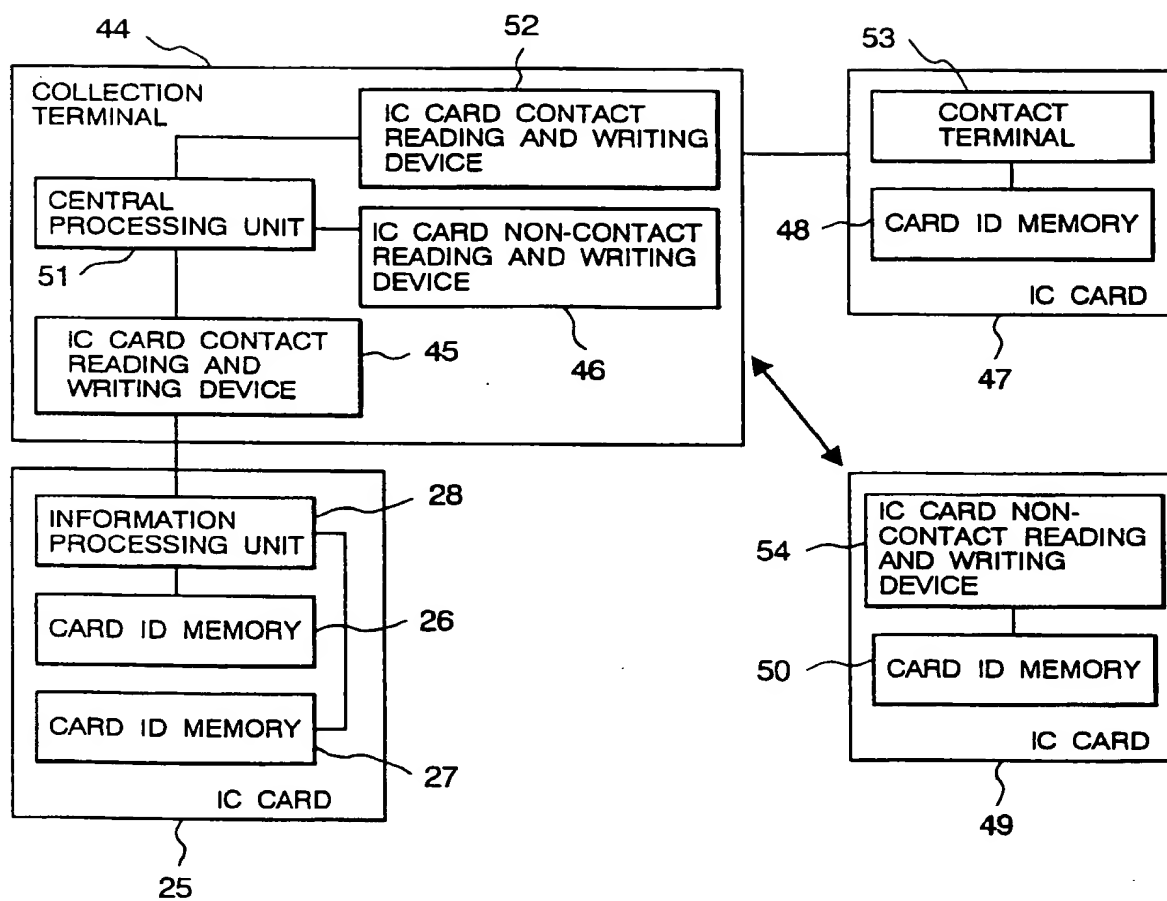 44
COLLECTION
TERMINAL
52
IC CARD CONTACT
READING AND WRITING
DEVICE
CENTRAL
PROCESSING UNIT
51
IC CARD NON-CONTACT
READING AND WRITING
DEVICE
46
IC CARD CONTACT
READING AND
WRITING DEVICE
45
53
CONTACT
TERMINAL
48
CARD ID MEMORY
IC CARD
47
INFORMATION
PROCESSING UNIT
28
CARD ID MEMORY
26
CARD ID MEMORY
27
IC CARD
25
IC CARD NON-
CONTACT READING
AND WRITING
DEVICE
54
50
CARD ID MEMORY
IC CARD
49